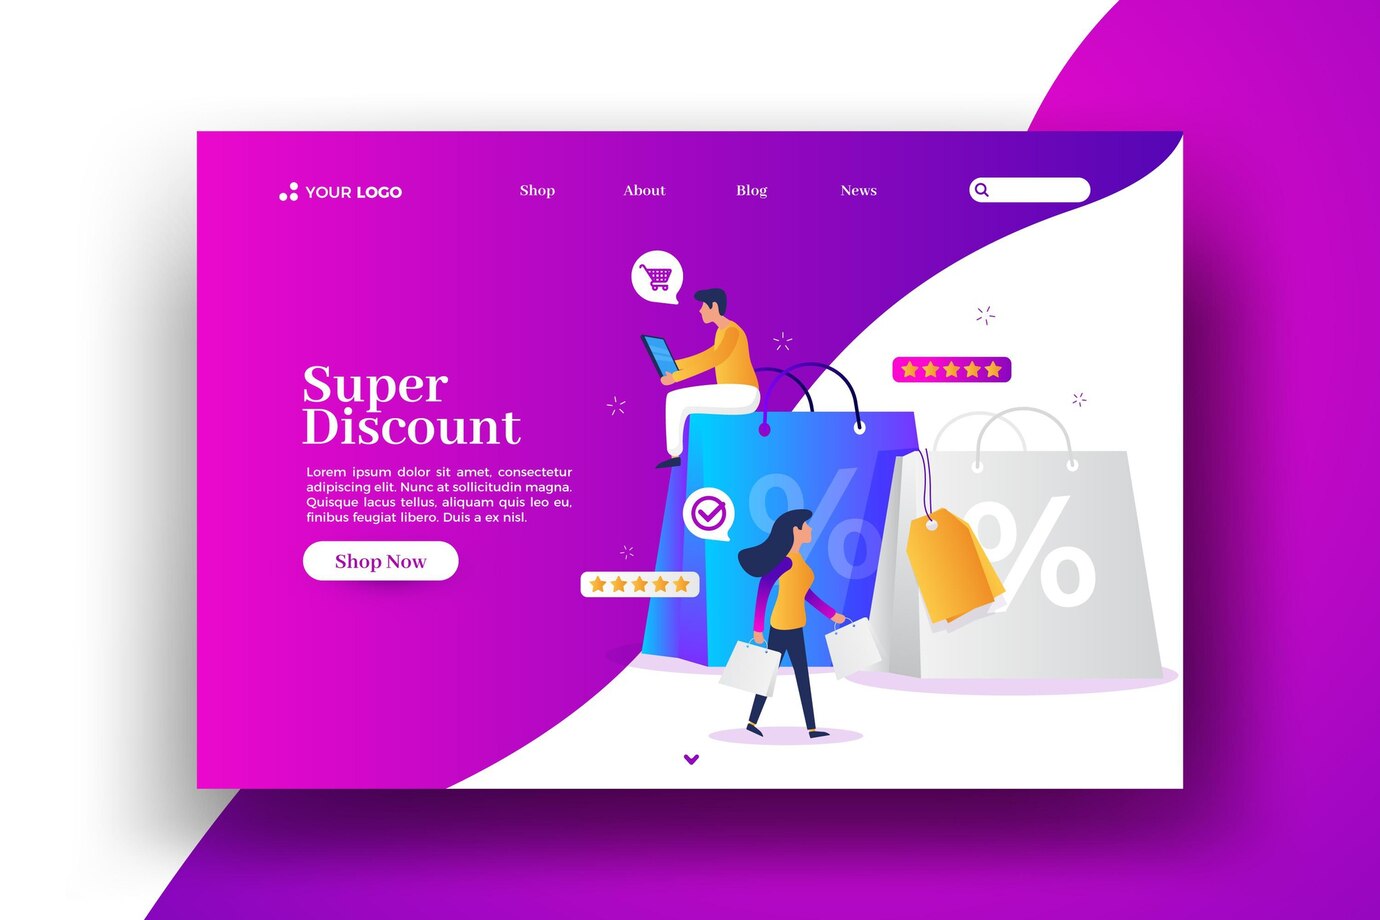 YOUR LOGO
Shop
About
Blog
News
Super
Discount
Lorem ipsum dolor sit amet, consectetur
adipiscing elit. Nunc at sollicitudin magna.
Quisque lacus tellus, aliquam quis leo eu,
finibus feugiat libero. Duis a ex nisl.
Shop Now
%
%